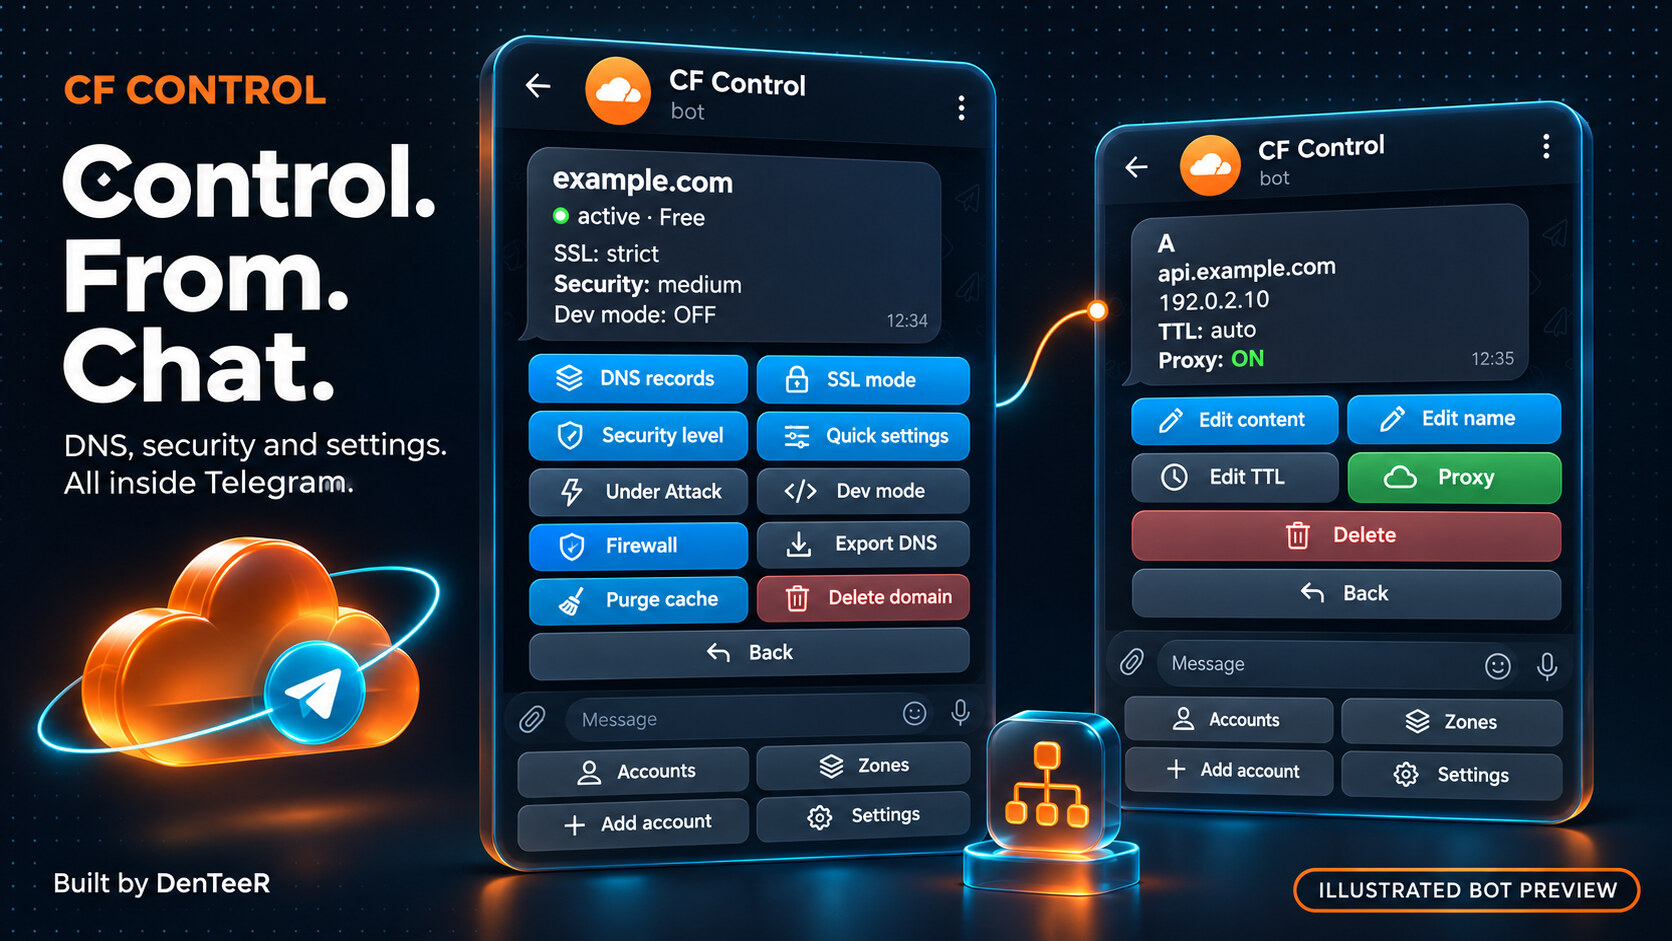 CF CONTROL
Control.
From.
Chat.
DNS, security and settings.
All inside Telegram.
Built by DenTeeR
CF Control
bot
example.com
active · Free
SSL: strict
Security: medium
Dev mode: OFF
12:34
DNS records
SSL mode
Security level
Quick settings
Under Attack
</> Dev mode
Firewall
Export DNS
Purge cache
Delete domain
Back
Message
Accounts
Zones
+ Add account
Settings
CF Control
bot
A
api.example.com
192.0.2.10
TTL: auto
Proxy: ON
12:35
Edit content
Edit name
Edit TTL
Proxy
Delete
Back
Message
Accounts
Zones
+ Add account
Settings
ILLUSTRATED BOT PREVIEW